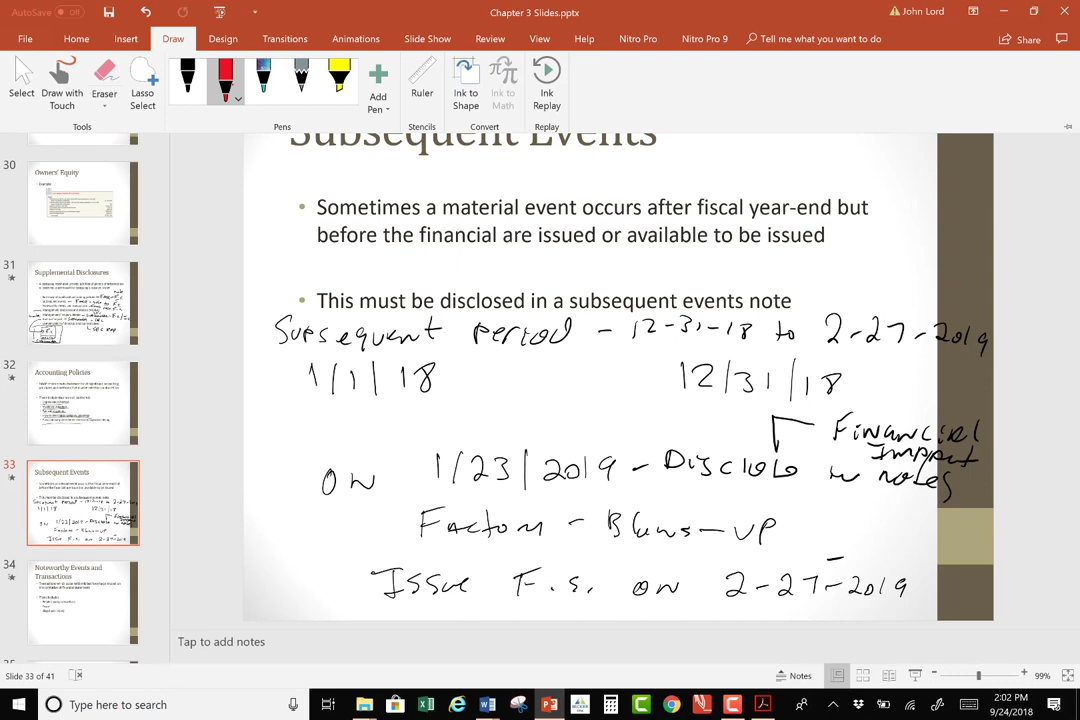 AutoSave Off
Chapter 3 Slides.pptx
John Lord
File Home Insert Draw Design Transitions Animations Slide Show Review View Help Nitro Pro Nitro Pro 9 Tell me what you want to do Share
Select
Draw with Touch
Eraser
Lasso Select
Add Pen
Ruler
Ink to Shape
Ink to Math
Ink Replay
Tools Pens Stencils Convert Replay
30
Owners' Equity
31
Supplemental Disclosures
32
Accounting Policies
33
Subsequent Events
34
Noteworthy Events and Transactions
Subsequent Events
• Sometimes a material event occurs after fiscal year-end but
before the financial are issued or available to be issued
• This must be disclosed in a subsequent events note
Subsequent period - 12-31-18 to 2-27-2019
1/1/18 12/31/18
Financial
Impact
on 1/23/2019 - Disclose in notes
Factory - Blows-up
Issue F.S. on 2-27-2019
Tap to add notes
Slide 33 of 41
Notes
99%
Type here to search
2:02 PM
9/24/2018